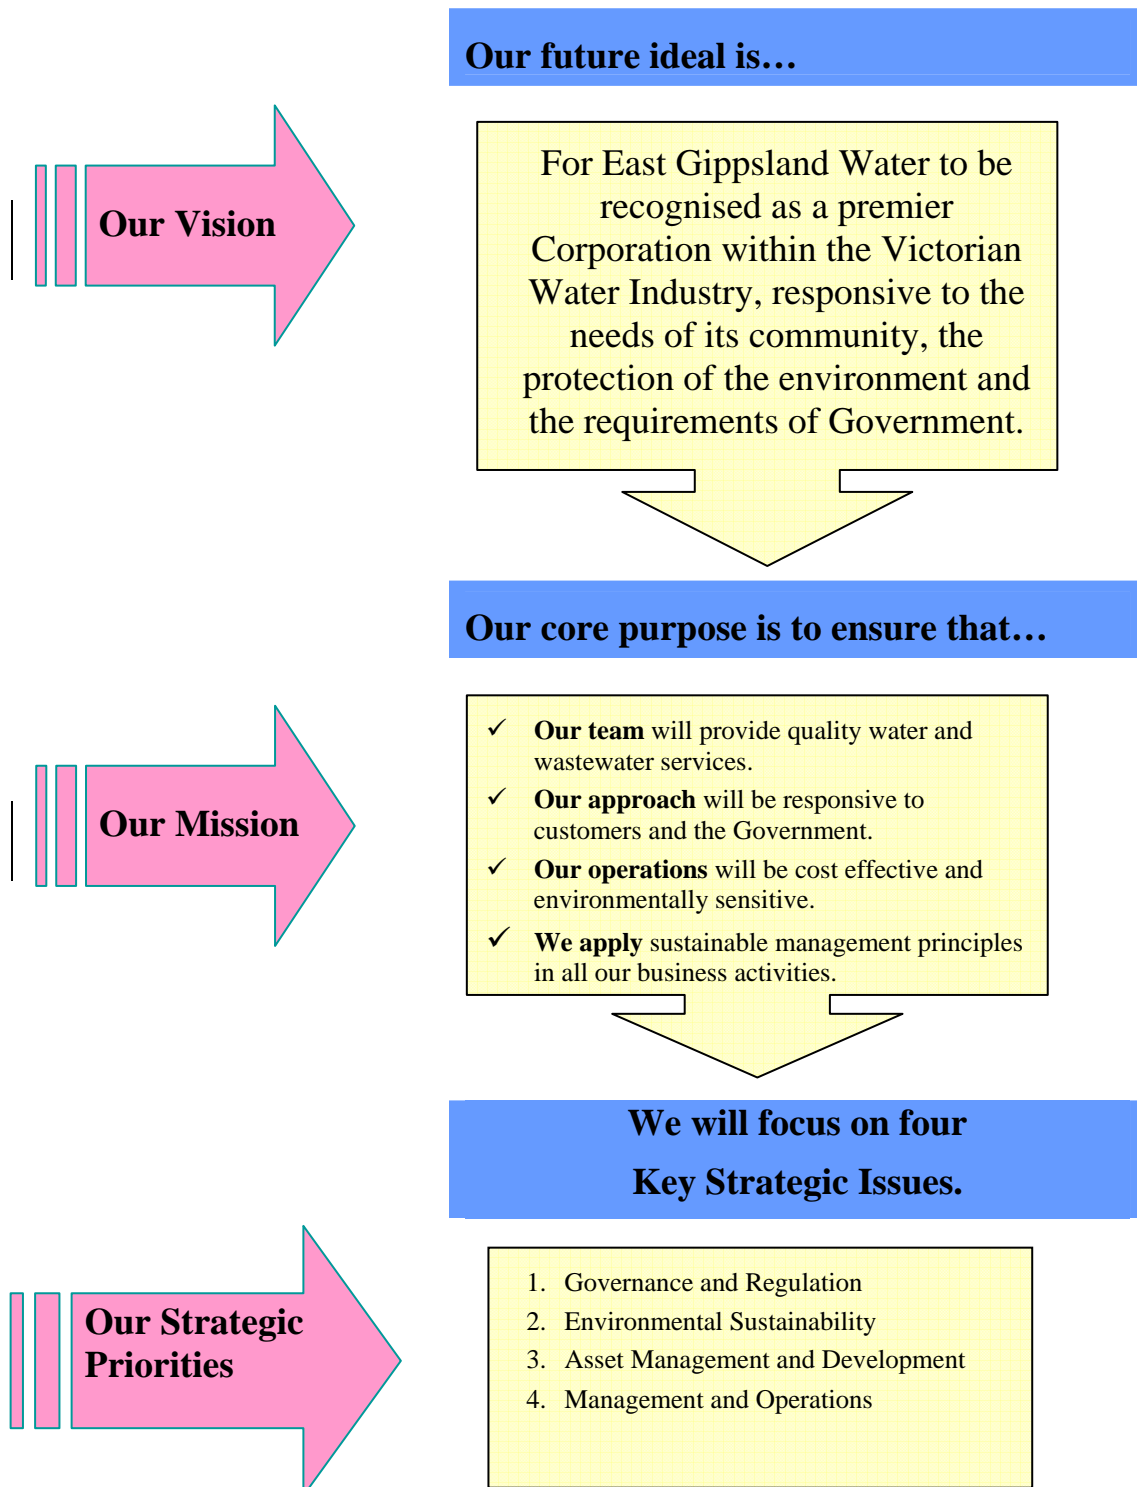 Our future ideal is…
Our Vision
For East Gippsland Water to be
recognised as a premier
Corporation within the Victorian
Water Industry, responsive to the
needs of its community, the
protection of the environment and
the requirements of Government.
Our core purpose is to ensure that…
Our Mission
✓ Our team will provide quality water and
wastewater services.
✓ Our approach will be responsive to
customers and the Government.
✓ Our operations will be cost effective and
environmentally sensitive.
✓ We apply sustainable management principles
in all our business activities.
We will focus on four
Key Strategic Issues.
Our Strategic
Priorities
1. Governance and Regulation
2. Environmental Sustainability
3. Asset Management and Development
4. Management and Operations